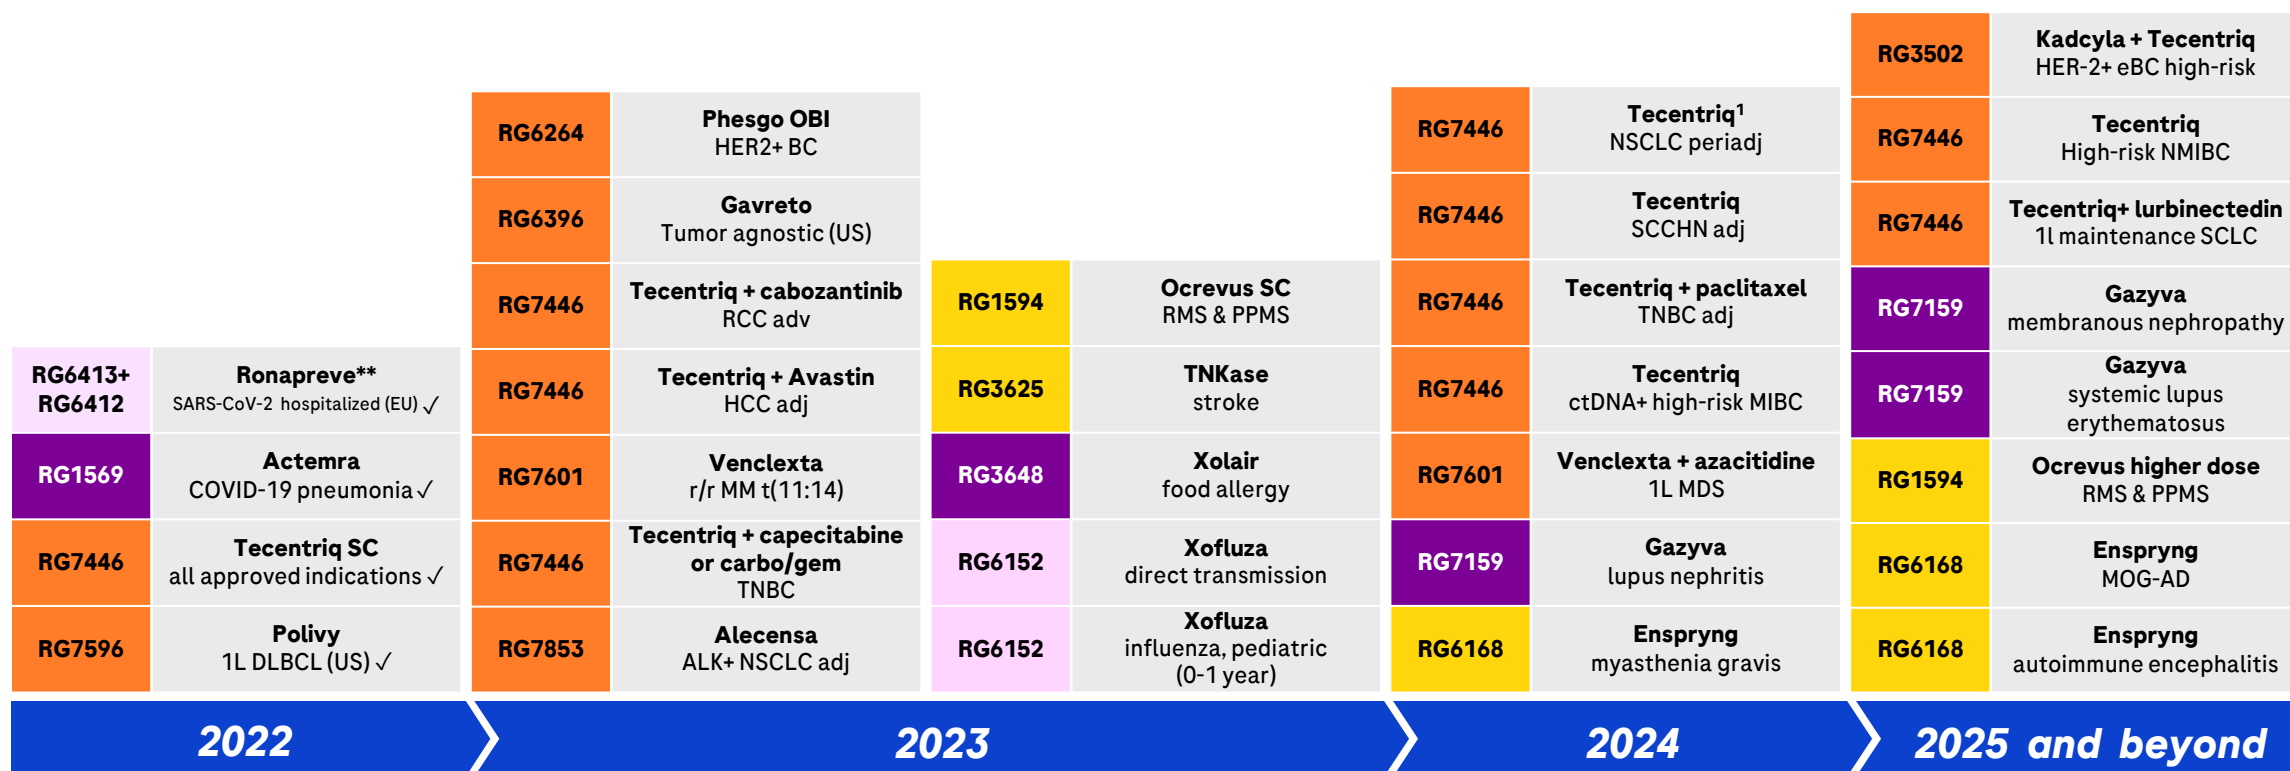 RG6413+
RG6412
Ronapreve**
SARS-CoV-2 hospitalized (EU) ✓
RG1569
Actemra
COVID-19 pneumonia ✓
RG7446
Tecentriq SC
all approved indications ✓
RG7596
Polivy
1L DLBCL (US) ✓
RG6264
Phesgo OBI
HER2+ BC
RG6396
Gavreto
Tumor agnostic (US)
RG7446
Tecentriq + cabozantinib
RCC adv
RG7446
Tecentriq + Avastin
HCC adj
RG7601
Venclexta
r/r MM t(11:14)
RG7446
Tecentriq + capecitabine
or carbo/gem
TNBC
RG7853
Alecensa
ALK+ NSCLC adj
RG1594
Ocrevus SC
RMS & PPMS
RG3625
TNKase
stroke
RG3648
Xolair
food allergy
RG6152
Xofluza
direct transmission
RG6152
Xofluza
influenza, pediatric
(0-1 year)
RG7446
Tecentriq¹
NSCLC periadj
RG7446
Tecentriq
SCCHN adj
RG7446
Tecentriq + paclitaxel
TNBC adj
RG7446
Tecentriq
ctDNA+ high-risk MIBC
RG7601
Venclexta + azacitidine
1L MDS
RG7159
Gazyva
lupus nephritis
RG6168
Enspryng
myasthenia gravis
RG3502
Kadcyla + Tecentriq
HER-2+ eBC high-risk
RG7446
Tecentriq
High-risk NMIBC
RG7446
Tecentriq+ lurbinectedin
1l maintenance SCLC
RG7159
Gazyva
membranous nephropathy
RG7159
Gazyva
systemic lupus
erythematosus
RG1594
Ocrevus higher dose
RMS & PPMS
RG6168
Enspryng
MOG-AD
RG6168
Enspryng
autoimmune encephalitis
2022
2023
2024
2025 and beyond